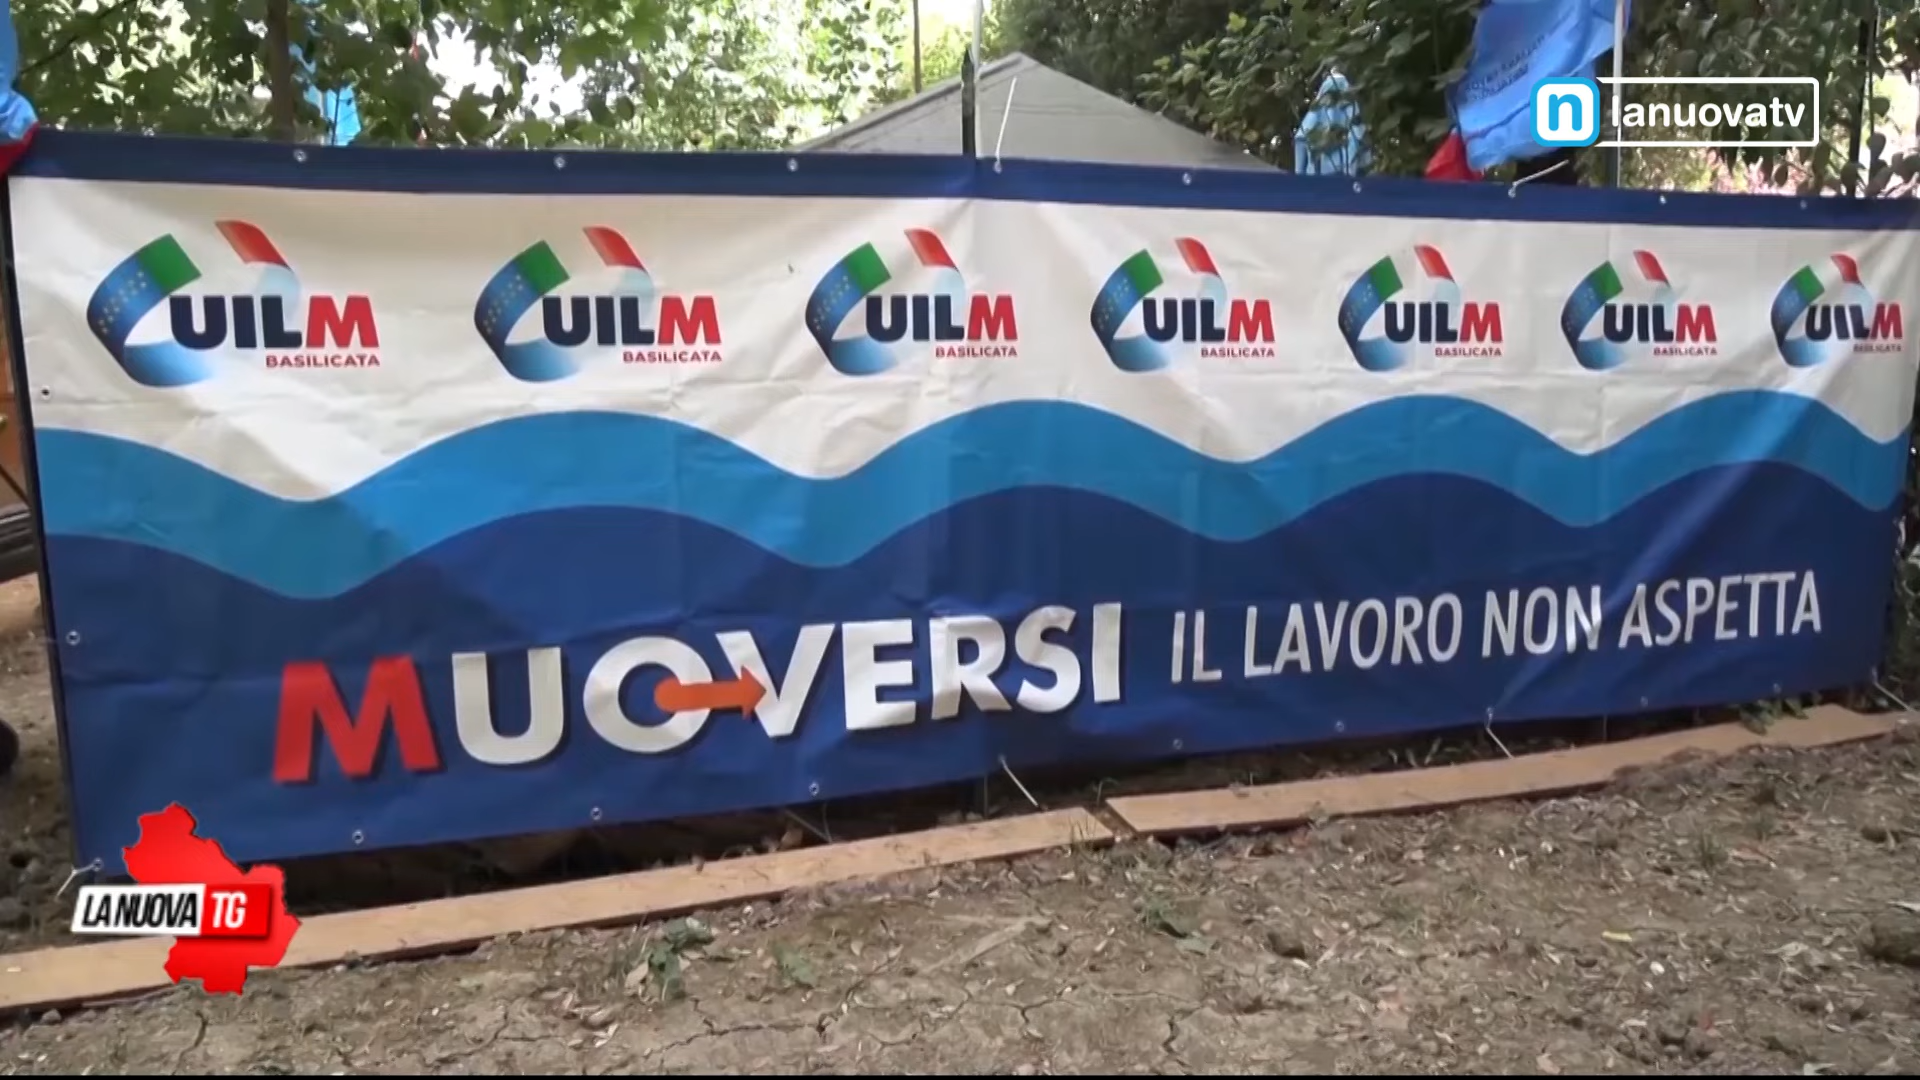 lanuovatv
UILM UILM UILM UILM UILM UILM UILM
BASILICATA BASILICATA BASILICATA BASILICATA BASILICATA BASILICATA BASILICATA
MUOVERSI IL LAVORO NON ASPETTA
LA NUOVA TG